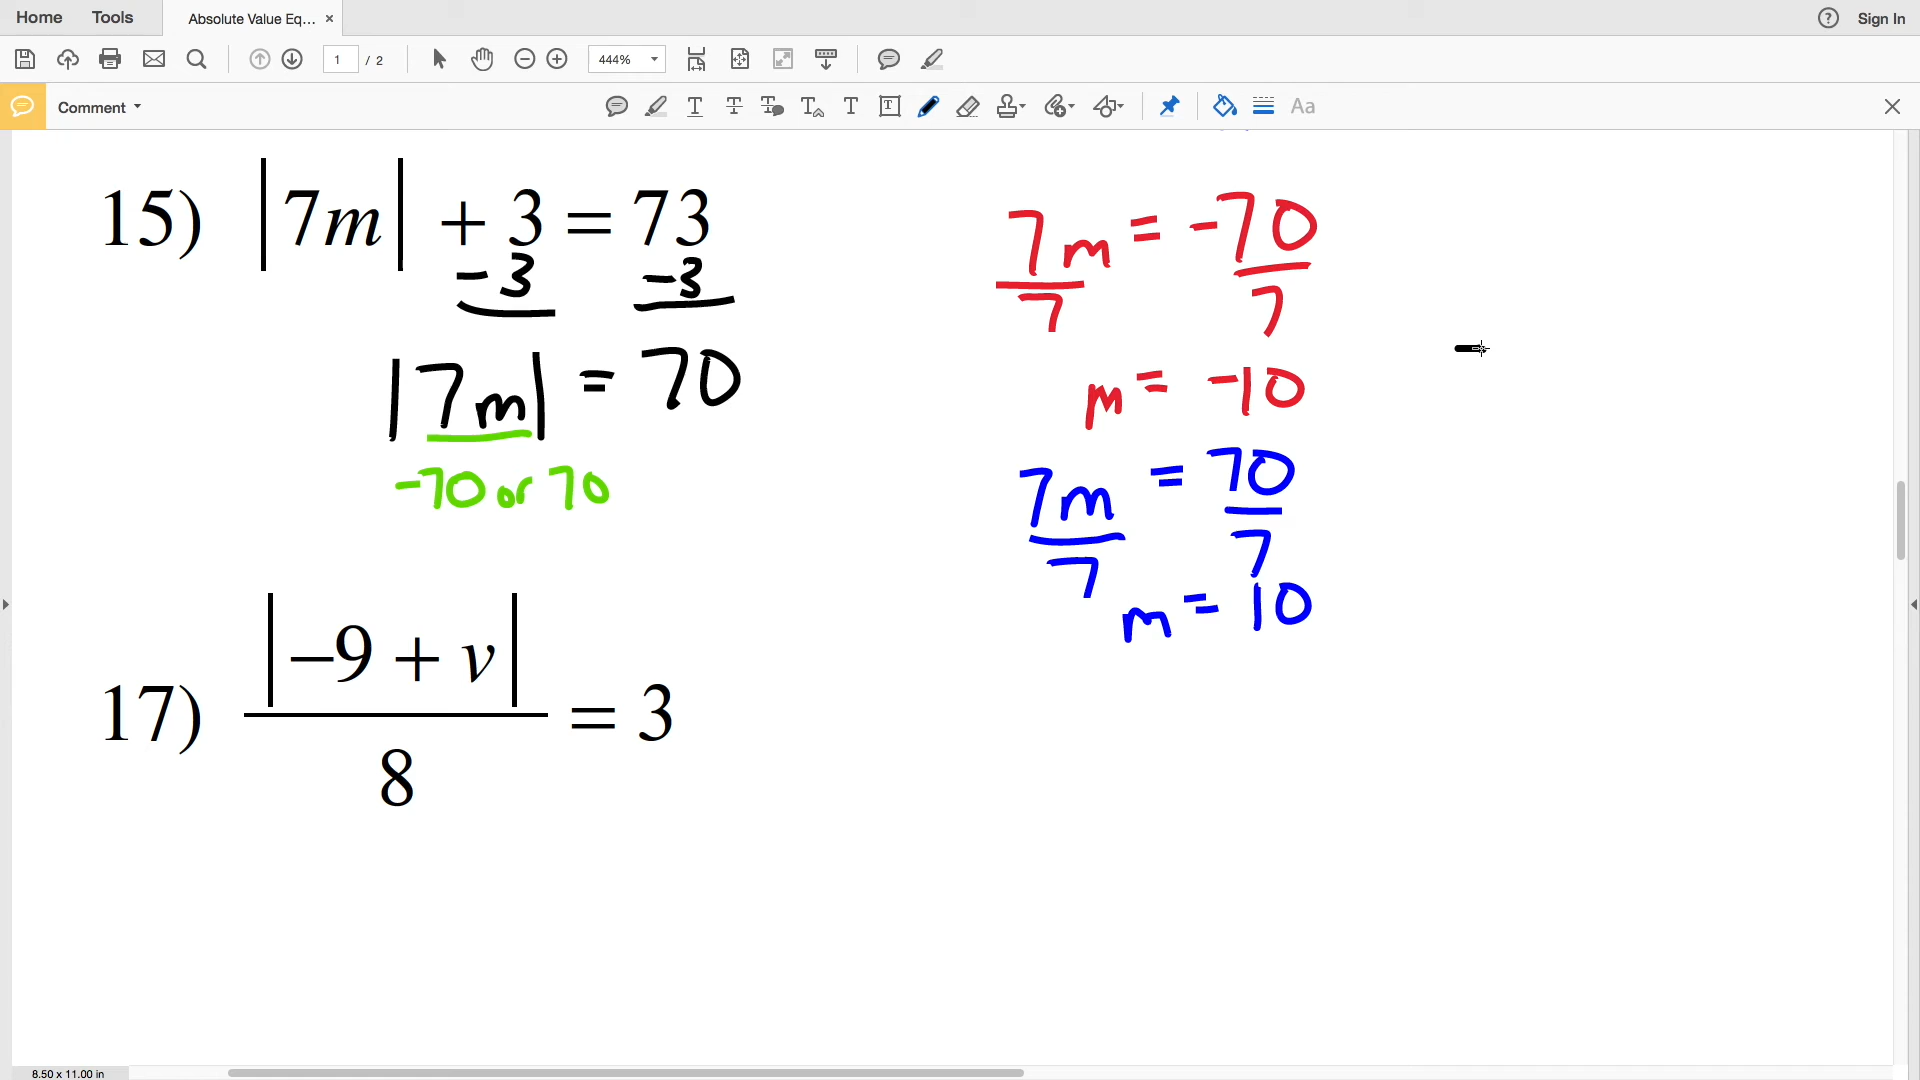 Home Tools Absolute Value Eq... × ? Sign In
1 / 2 444%
Comment Aa
15) |7m| + 3 = 73
-3 -3
|7m| = 70
-70 or 70
7m = -70
7 7
m = -10
7m = 70
7 7
m = 10
17) |−9 + v|
8
= 3
8.50 x 11.00 in